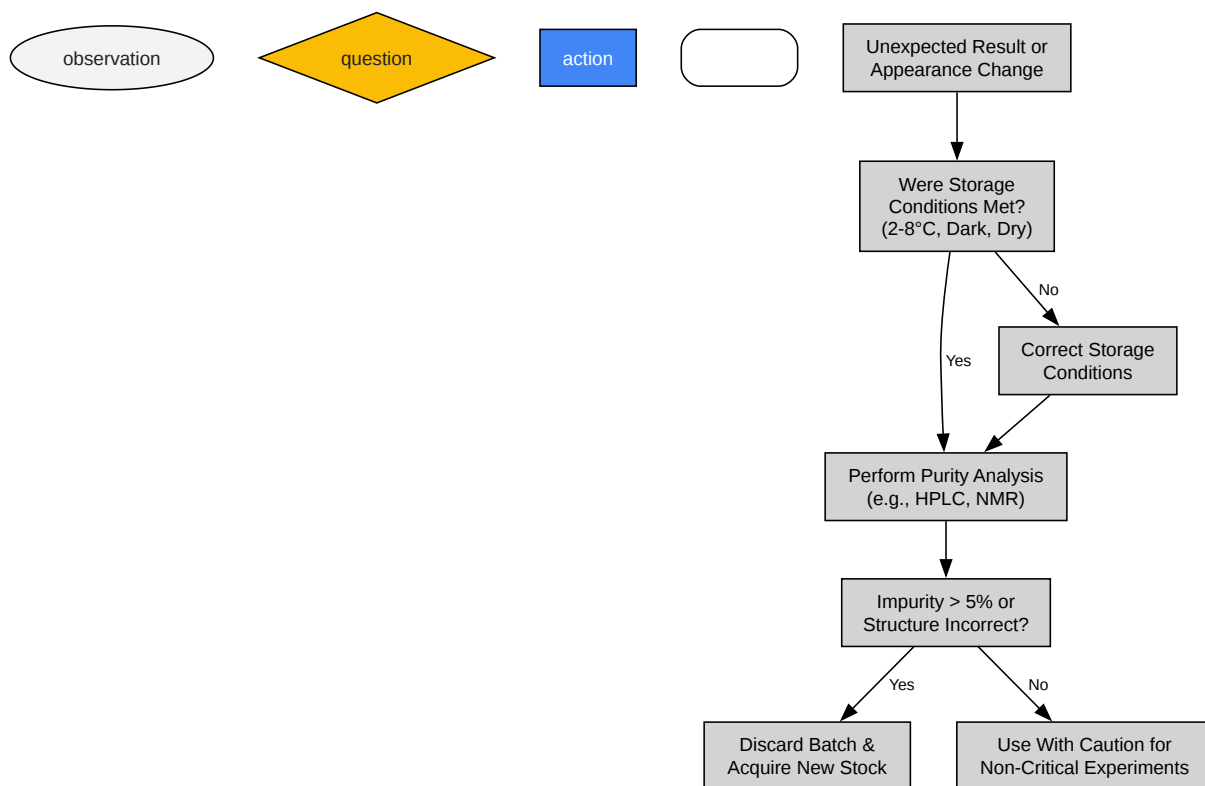 observation
question
action
Unexpected Result or
Appearance Change
Were Storage
Conditions Met?
(2-8°C, Dark, Dry)
No
Correct Storage
Conditions
Yes
Perform Purity Analysis
(e.g., HPLC, NMR)
Impurity > 5% or
Structure Incorrect?
Yes
No
Discard Batch &
Acquire New Stock
Use With Caution for
Non-Critical Experiments